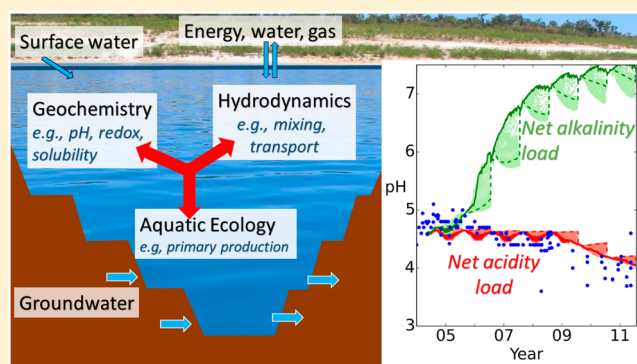 Surface water
Energy, water, gas
Geochemistry
e.g., pH, redox,
solubility
Hydrodynamics
e.g., mixing,
transport
Aquatic Ecology
e.g, primary production
Groundwater
7
6
5
4
3
pH
Net alkalinity
load
Net acidity
load
05 07 09 11
Year